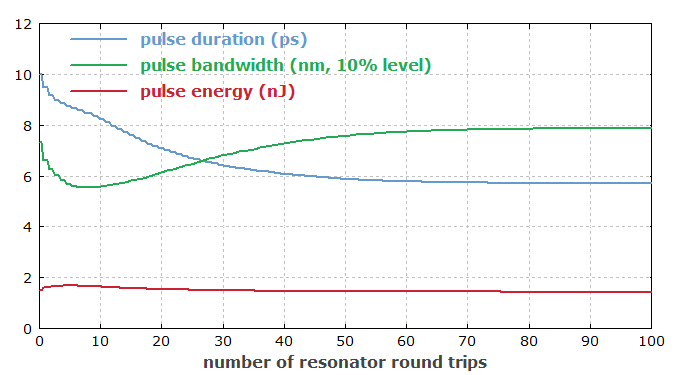 12
pulse duration (ps)
pulse bandwidth (nm, 10% level)
10
pulse energy (nJ)
8
6
4
2
0
0 10 20 30 40 50 60 70 80 90 100
number of resonator round trips